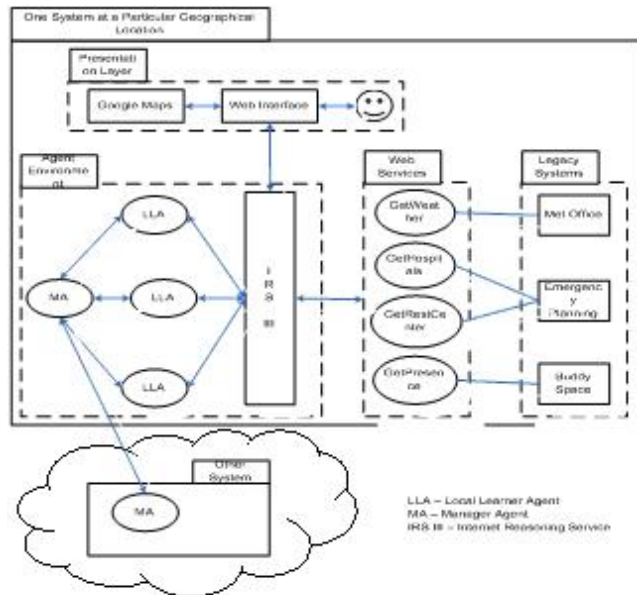 One System at a Particular Geographical
Location
Presentati
on Layer
Google Maps
Web Interface
Agent
Environme
nt
Web
Services
Legacy
Systems
LLA
LLA
LLA
MA
I
R
S
III
GetWeat
her
GetHospit
als
GetRestCe
nter
GetPresen
ce
Met Office
Emergenc
y
Planning
Buddy
Space
Other
System
MA
LLA – Local Learner Agent
MA – Manager Agent
IRS III – Internet Reasoning Service